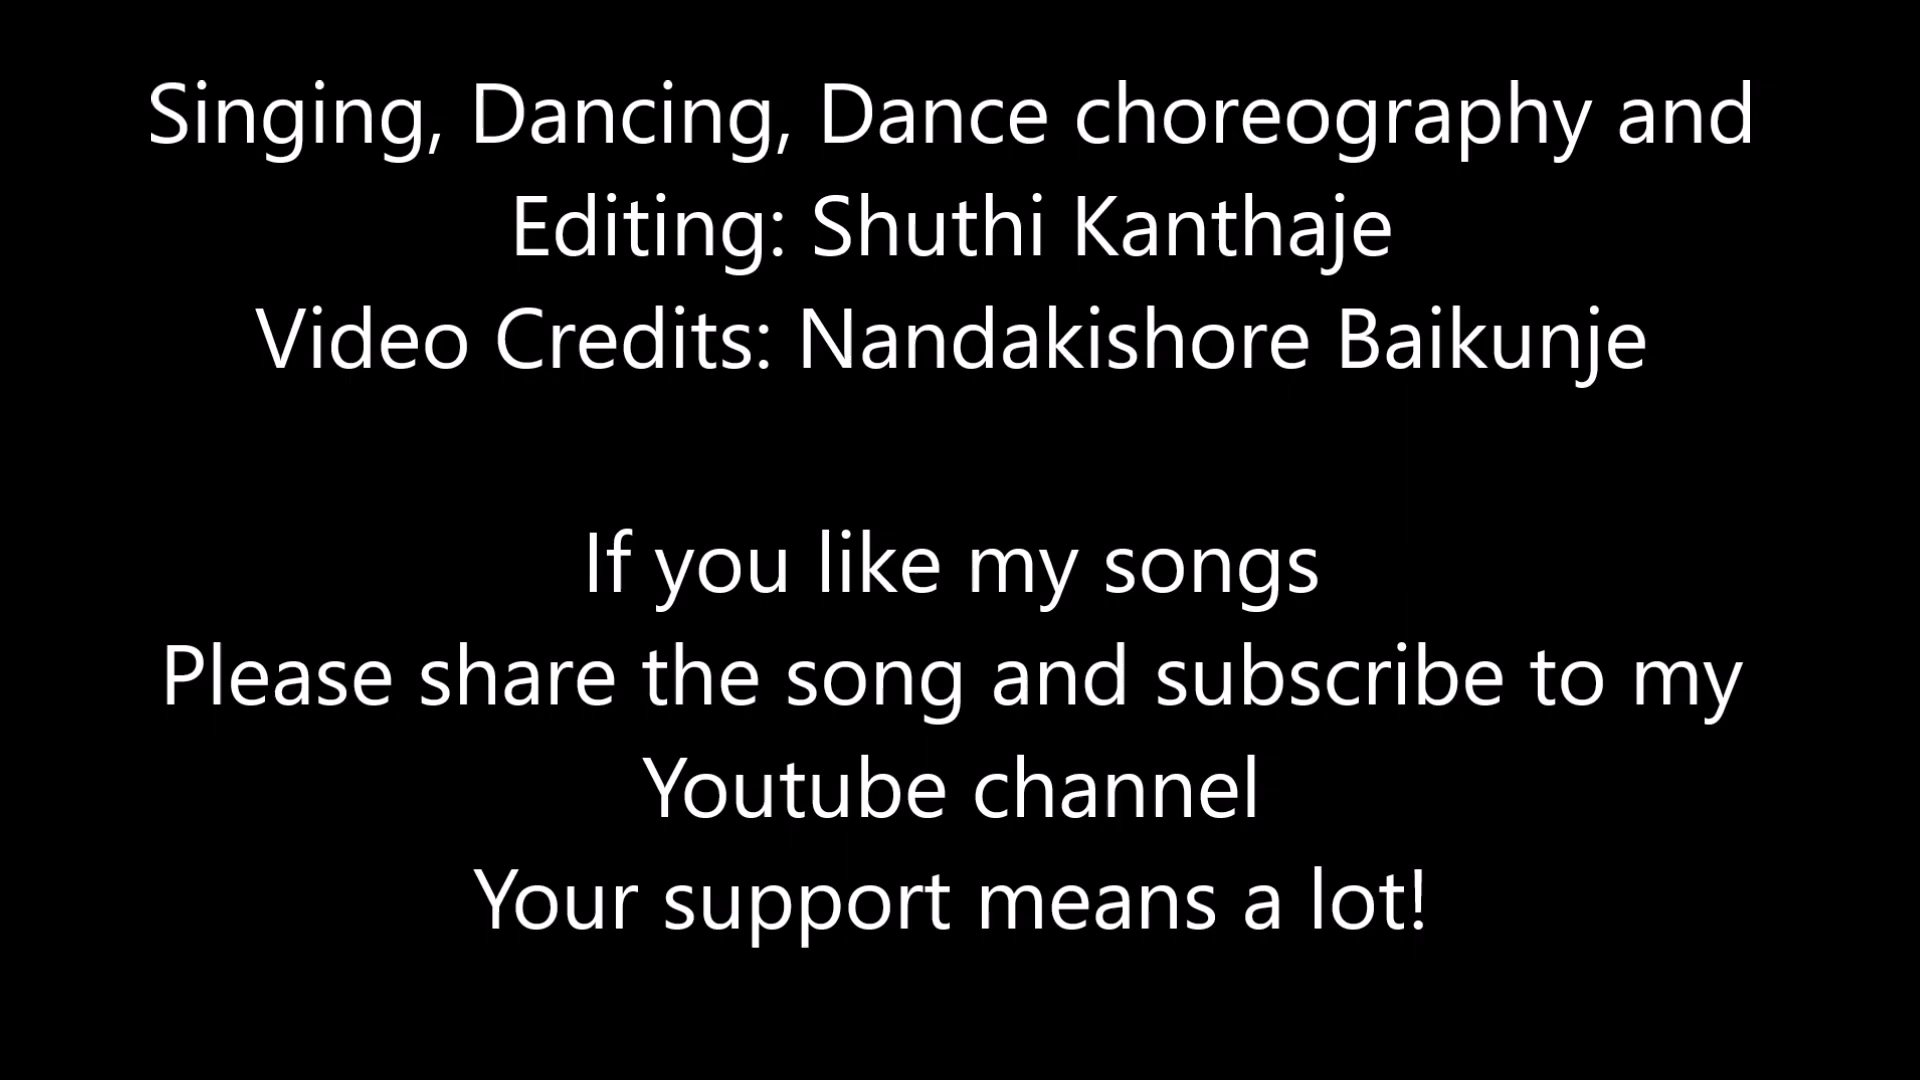 Singing, Dancing, Dance choreography and
Editing: Shuthi Kanthaje
Video Credits: Nandakishore Baikunje
If you like my songs
Please share the song and subscribe to my
Youtube channel
Your support means a lot!